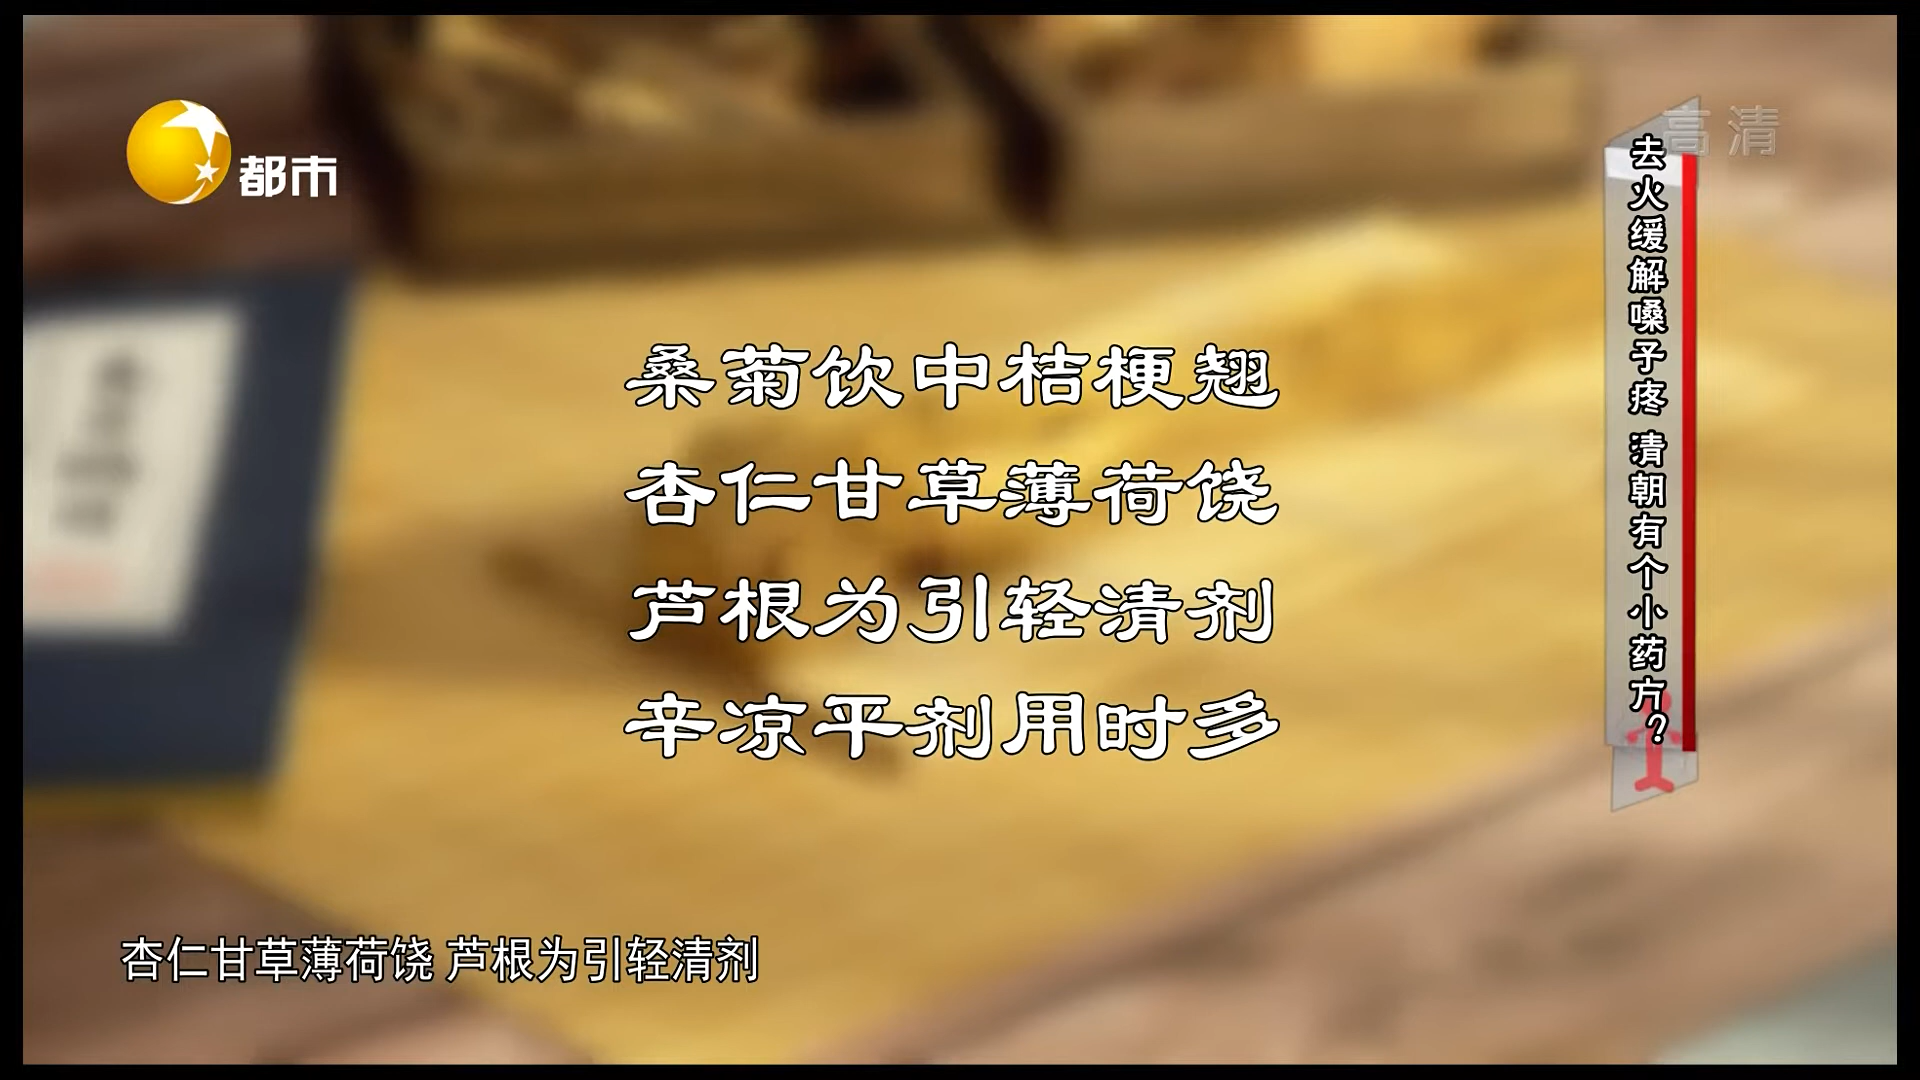 都市
高清
去火缓解嗓子疼 清朝有个小药方?
桑菊饮中桔梗翘
杏仁甘草薄荷饶
芦根为引轻清剂
辛凉平剂用时多
杏仁甘草薄荷饶 芦根为引轻清剂